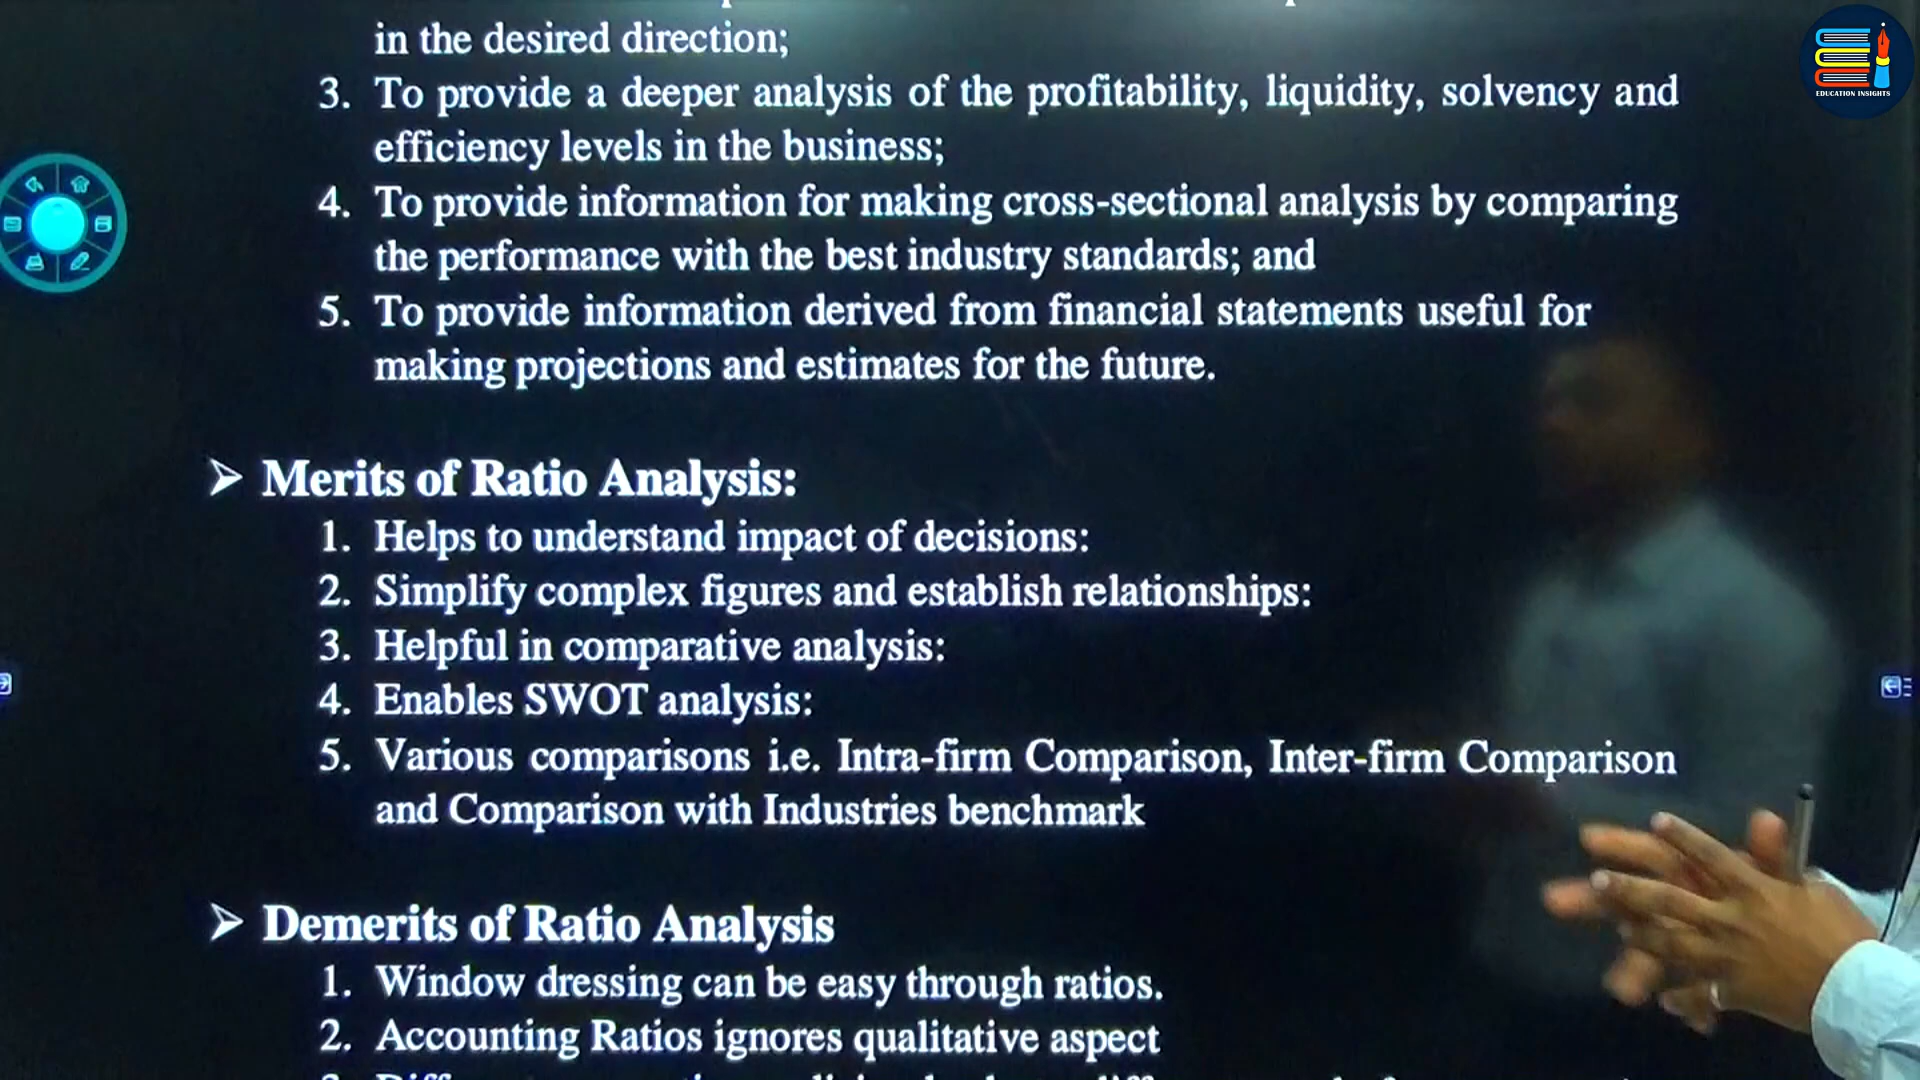 in the desired direction;
3. To provide a deeper analysis of the profitability, liquidity, solvency and
efficiency levels in the business;
4. To provide information for making cross-sectional analysis by comparing
the performance with the best industry standards; and
5. To provide information derived from financial statements useful for
making projections and estimates for the future.
➢ Merits of Ratio Analysis:
1. Helps to understand impact of decisions:
2. Simplify complex figures and establish relationships:
3. Helpful in comparative analysis:
4. Enables SWOT analysis:
5. Various comparisons i.e. Intra-firm Comparison, Inter-firm Comparison
and Comparison with Industries benchmark
➢ Demerits of Ratio Analysis
1. Window dressing can be easy through ratios.
2. Accounting Ratios ignores qualitative aspect
EDUCATION INSIGHTS